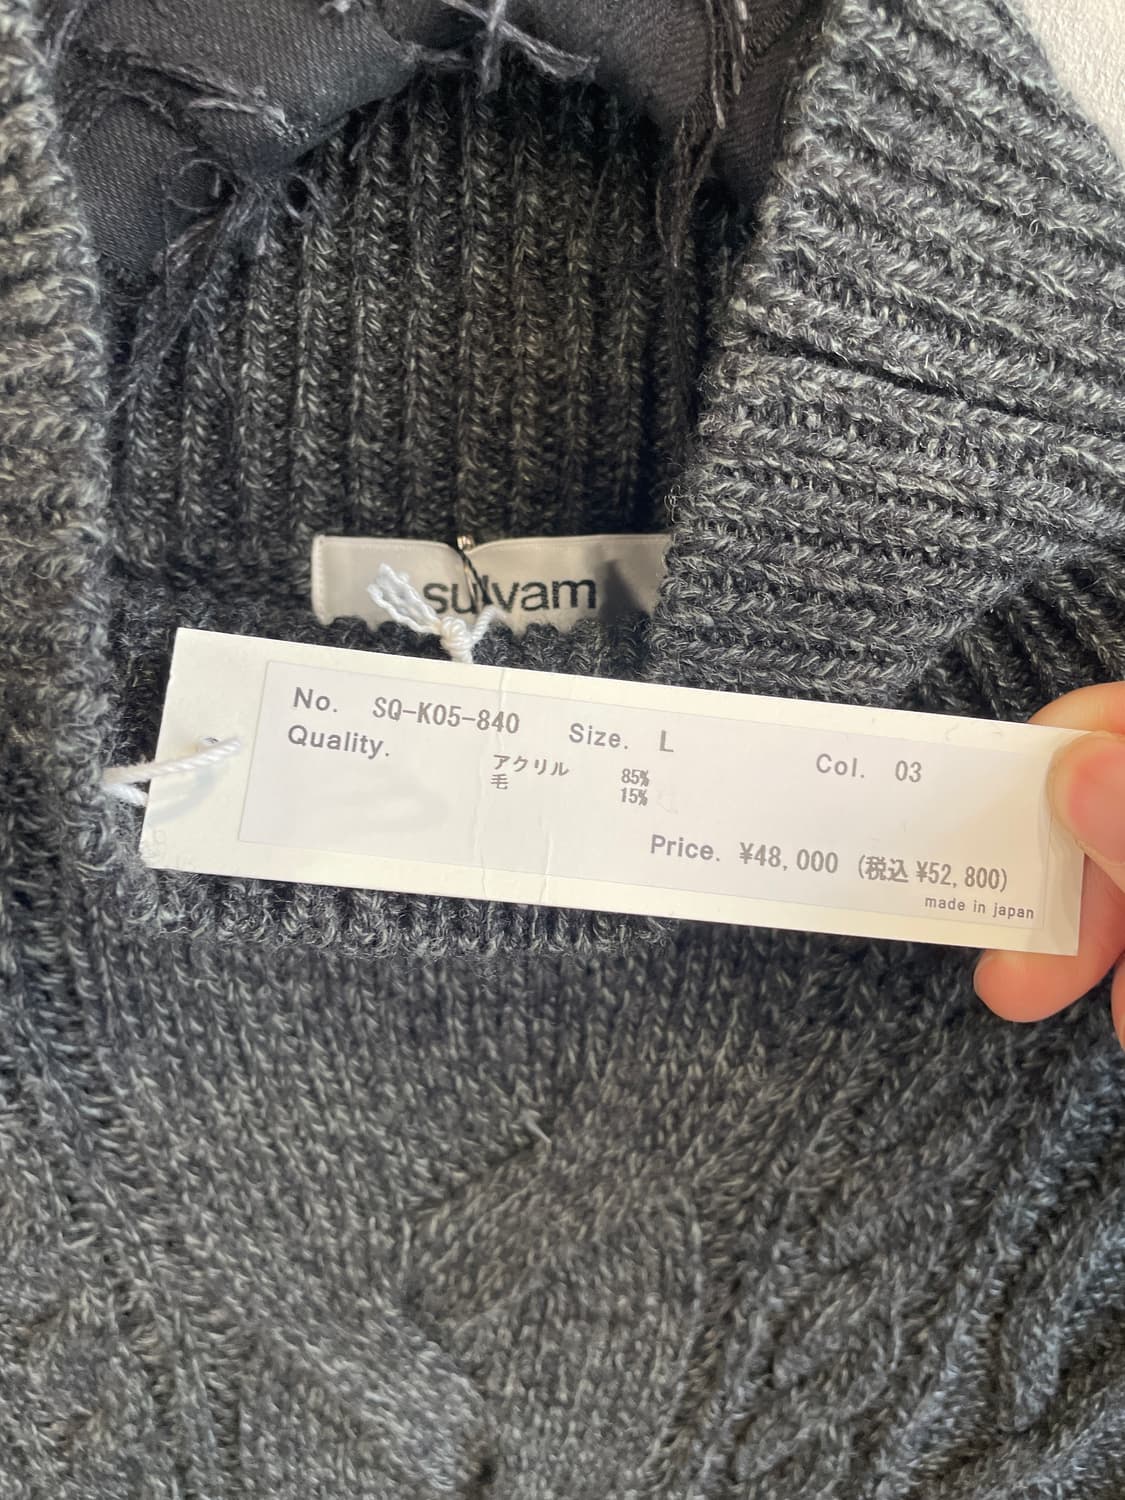 sulvam
No. SQ-K05-840 Size. L Col. 03
Quality.
アクリル 85%
毛 15%
Price. ¥48,000 (税込 ¥52,800)
made in japan